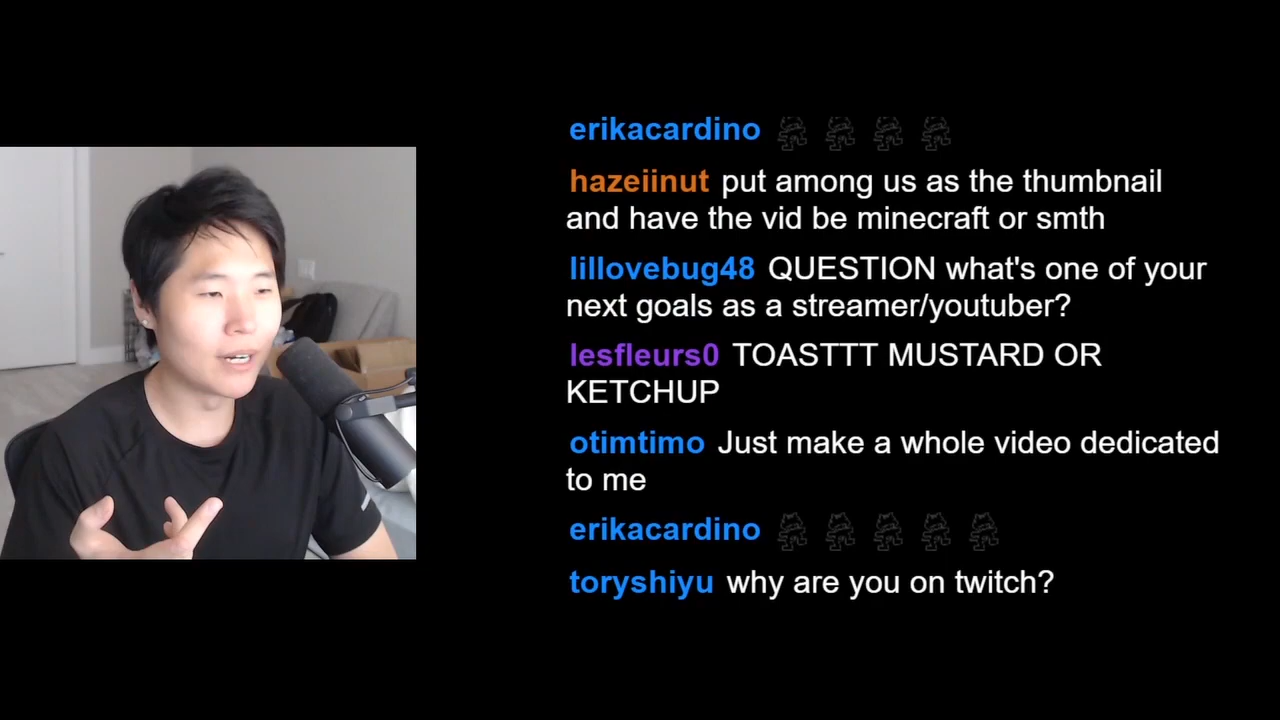 erikacardino
hazeiinut put among us as the thumbnail
and have the vid be minecraft or smth
lillovebug48 QUESTION what's one of your
next goals as a streamer/youtuber?
lesfleurs0 TOASTTT MUSTARD OR
KETCHUP
otimtimo Just make a whole video dedicated
to me
erikacardino
toryshiyu why are you on twitch?